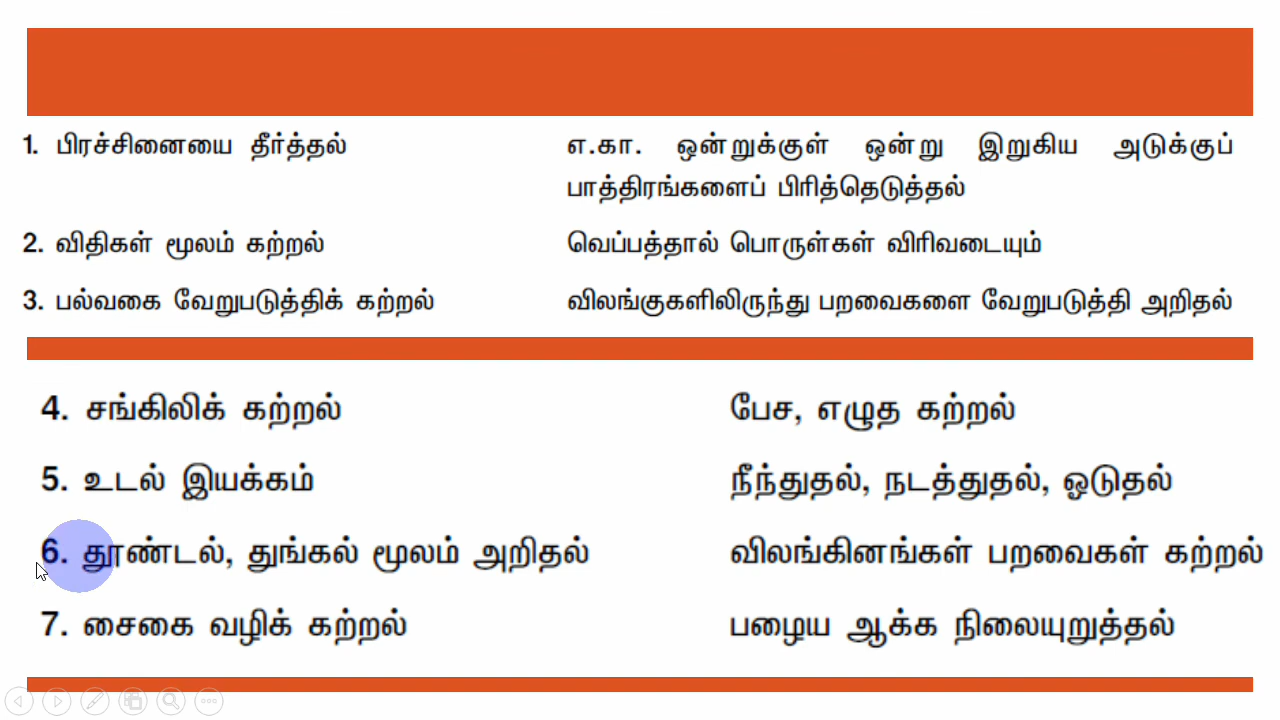 1. பிரச்சினையை தீர்த்தல் எ.கா. ஒன்றுக்குள் ஒன்று இறுகிய அடுக்குப்
பாத்திரங்களைப் பிரித்தெடுத்தல்
2. விதிகள் மூலம் கற்றல் வெப்பத்தால் பொருள்கள் விரிவடையும்
3. பல்வகை வேறுபடுத்திக் கற்றல் விலங்குகளிலிருந்து பறவைகளை வேறுபடுத்தி அறிதல்
4. சங்கிலிக் கற்றல் பேச, எழுத கற்றல்
5. உடல் இயக்கம் நீந்துதல், நடத்துதல், ஓடுதல்
6. தூண்டல், துங்கல் மூலம் அறிதல் விலங்கினங்கள் பறவைகள் கற்றல்
7. சைகை வழிக் கற்றல் பழைய ஆக்க நிலையுறுத்தல்